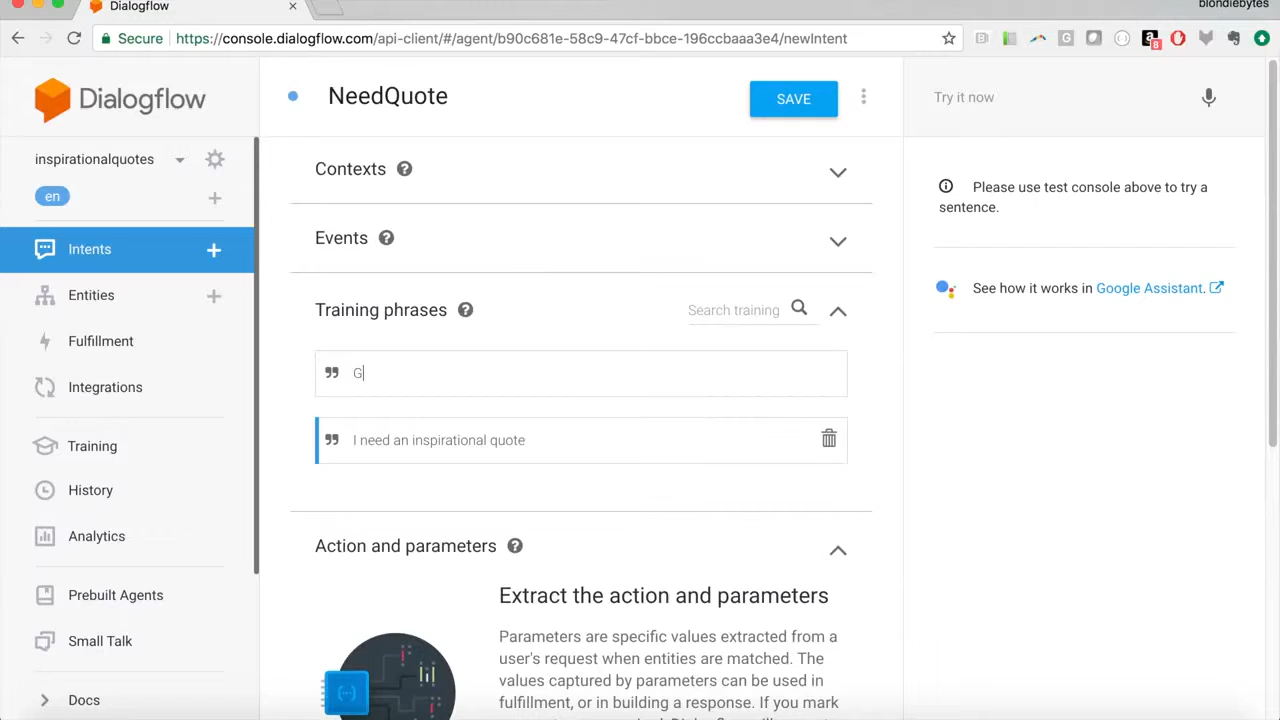 Dialogflow
blondiebytes
Secure
https://console.dialogflow.com/api-client/#/agent/b90c681e-58c9-47cf-bbce-196ccbaaa3e4/newIntent
8
Dialogflow
NeedQuote
SAVE
Try it now
inspirationalquotes
en
Contexts
Please use test console above to try a
sentence.
Events
Intents
See how it works in Google Assistant.
Entities
Training phrases
Search training
Fulfillment
G
Integrations
I need an inspirational quote
Training
History
Analytics
Action and parameters
Prebuilt Agents
Extract the action and parameters
Small Talk
Parameters are specific values extracted from a
user's request when entities are matched. The
values captured by parameters can be used in
fulfillment, or in building a response. If you mark
Docs